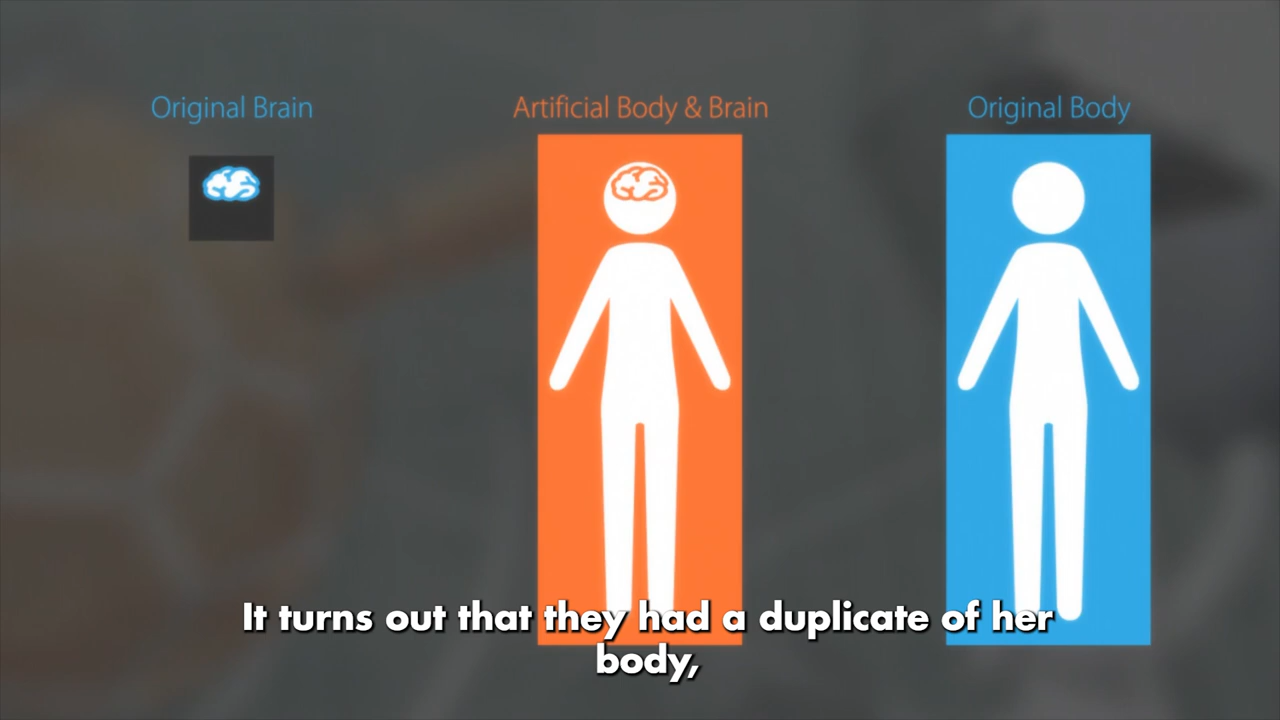 Original Brain
Artificial Body & Brain
Original Body
It turns out that they had a duplicate of her
body,